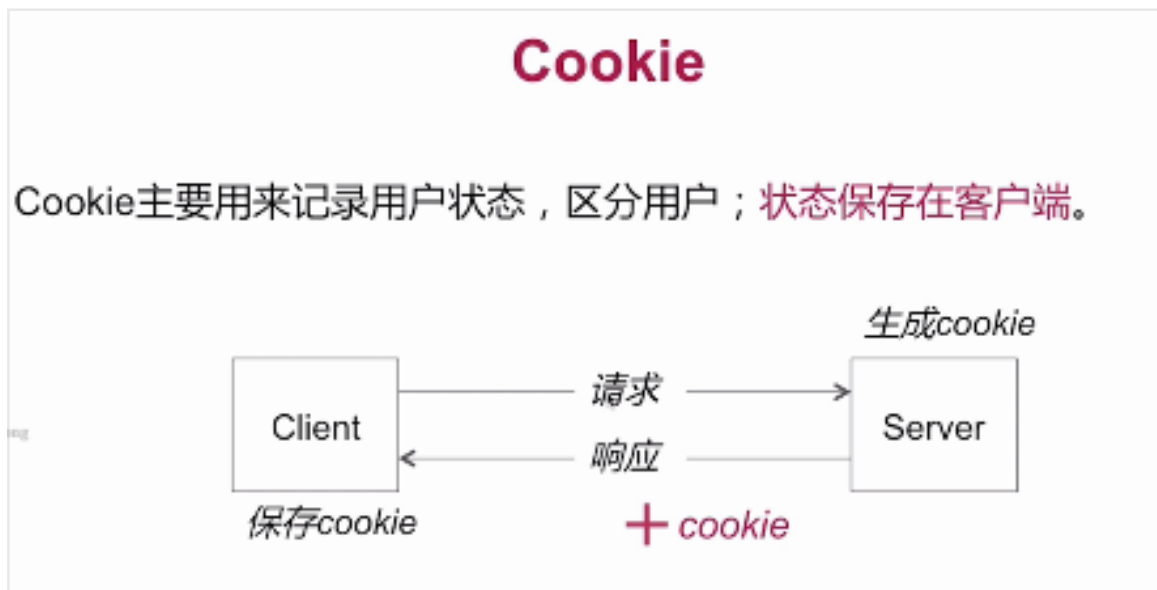 Cookie
Cookie主要用来记录用户状态，区分用户；状态保存在客户端。
生成cookie
请求
Client
Server
响应
保存cookie
+ cookie